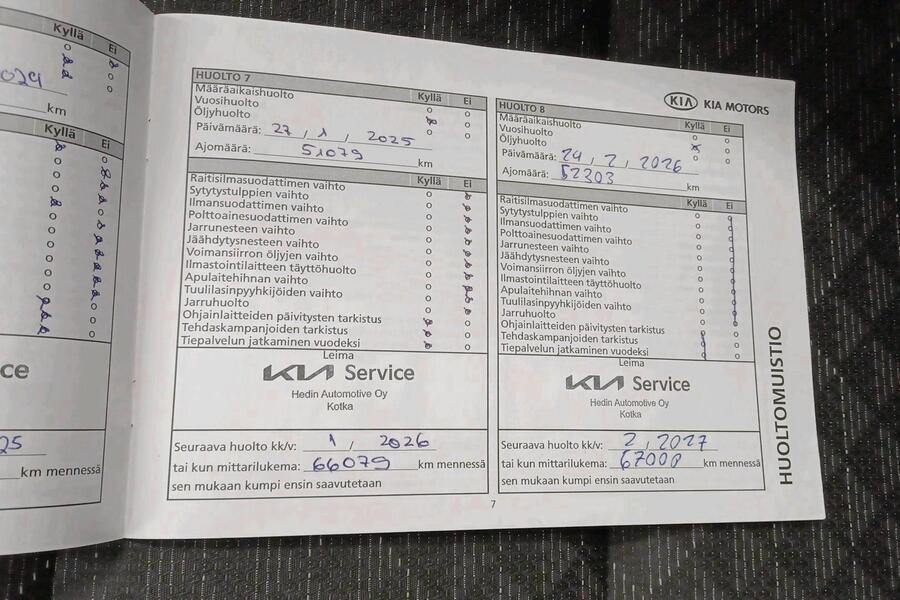 Kyllä Ei
2024
km
Kyllä Ei
ce
25
km mennessä
HUOLTO 7
Kyllä Ei
Määräaikaishuolto
Vuosihuolto
Öljyhuolto
Päivämäärä: 27 / 1 / 2025
Ajomäärä: 51079 km
Kyllä Ei
Raitisilmasuodattimen vaihto
Sytytystulppien vaihto
Ilmansuodattimen vaihto
Polttoainesuodattimen vaihto
Jarrunesteen vaihto
Jäähdytysnesteen vaihto
Voimansiirron öljyjen vaihto
Ilmastointilaitteen täyttöhuolto
Apulaitehihnan vaihto
Tuulilasinpyyhkijöiden vaihto
Jarruhuolto
Ohjainlaitteiden päivitysten tarkistus
Tehdaskampanjoiden tarkistus
Tiepalvelun jatkaminen vuodeksi
Leima
KIA Service
Hedin Automotive Oy
Kotka
Seuraava huolto kk/v: 1 / 2026
tai kun mittarilukema: 66079 km mennessä
sen mukaan kumpi ensin saavutetaan
KIA KIA MOTORS
HUOLTO 8
Kyllä Ei
Määräaikaishuolto
Vuosihuolto
Öljyhuolto
Päivämäärä: 24 / 2 / 2026
Ajomäärä: 52303 km
Kyllä Ei
Raitisilmasuodattimen vaihto
Sytytystulppien vaihto
Ilmansuodattimen vaihto
Polttoainesuodattimen vaihto
Jarrunesteen vaihto
Jäähdytysnesteen vaihto
Voimansiirron öljyjen vaihto
Ilmastointilaitteen täyttöhuolto
Apulaitehihnan vaihto
Tuulilasinpyyhkijöiden vaihto
Jarruhuolto
Ohjainlaitteiden päivitysten tarkistus
Tehdaskampanjoiden tarkistus
Tiepalvelun jatkaminen vuodeksi
Leima
KIA Service
Hedin Automotive Oy
Kotka
Seuraava huolto kk/v: 2 / 2027
tai kun mittarilukema: 67000 km mennessä
sen mukaan kumpi ensin saavutetaan
7
HUOLTOMUISTIO